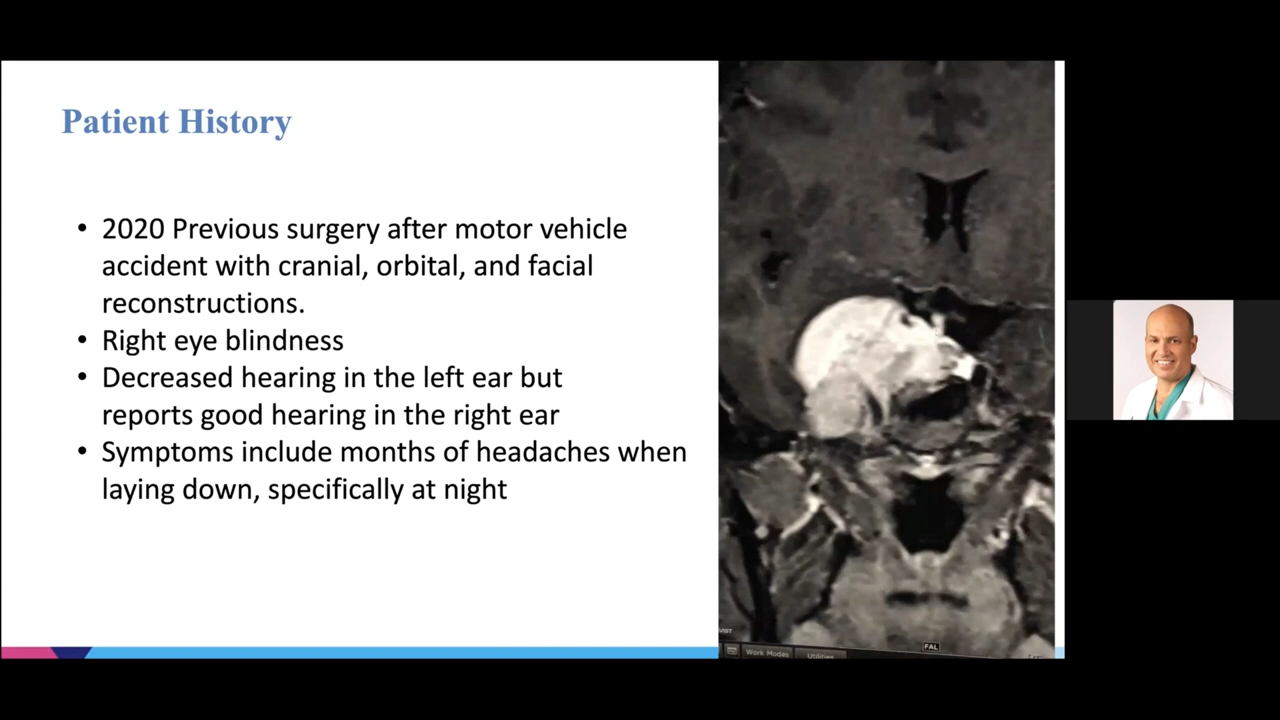 Patient History
• 2020 Previous surgery after motor vehicle
accident with cranial, orbital, and facial
reconstructions.
• Right eye blindness
• Decreased hearing in the left ear but
reports good hearing in the right ear
• Symptoms include months of headaches when
laying down, specifically at night
FAL
Work Modes
Utilities